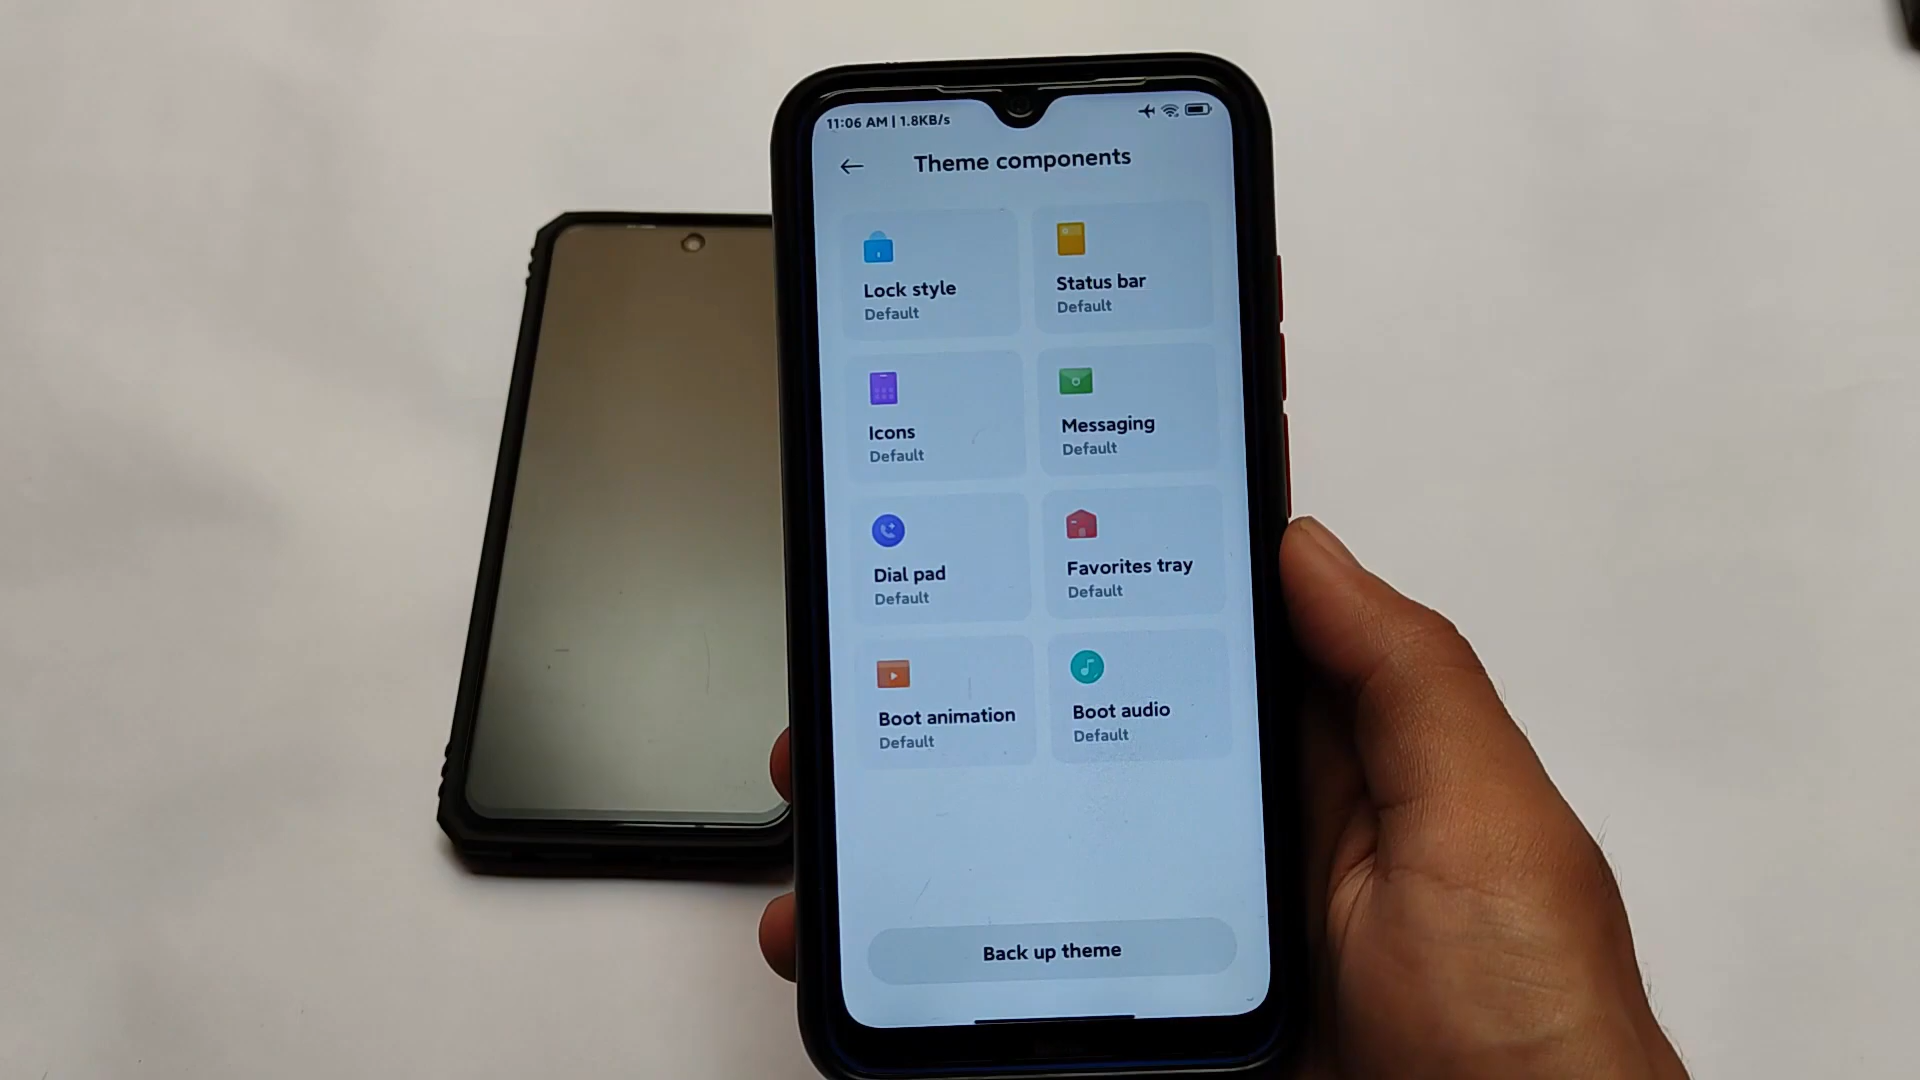 11:06 AM | 1.8KB/s
Theme components
Lock style
Default
Status bar
Default
Icons
Default
Messaging
Default
Dial pad
Default
Favorites tray
Default
Boot animation
Default
Boot audio
Default
Back up theme